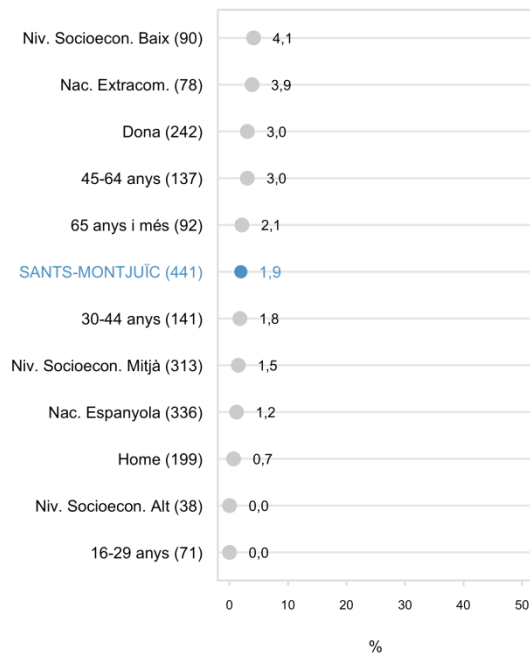 Niv. Socioecon. Baix (90) 4,1
Nac. Extracom. (78) 3,9
Dona (242) 3,0
45-64 anys (137) 3,0
65 anys i més (92) 2,1
SANTS-MONTJUÏC (441) 1,9
30-44 anys (141) 1,8
Niv. Socioecon. Mitjà (313) 1,5
Nac. Espanyola (336) 1,2
Home (199) 0,7
Niv. Socioecon. Alt (38) 0,0
16-29 anys (71) 0,0
0 10 20 30 40 50
%